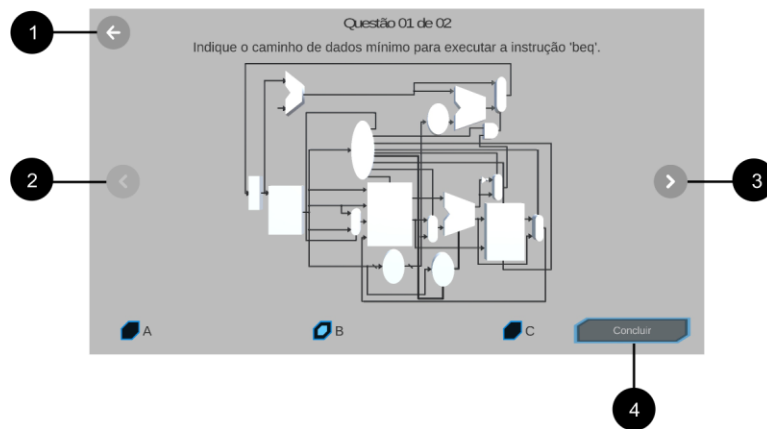 Questão 01 de 02
1
Indique o caminho de dados mínimo para executar a instrução 'beq'.
2
3
A
B
C
Concluir
4